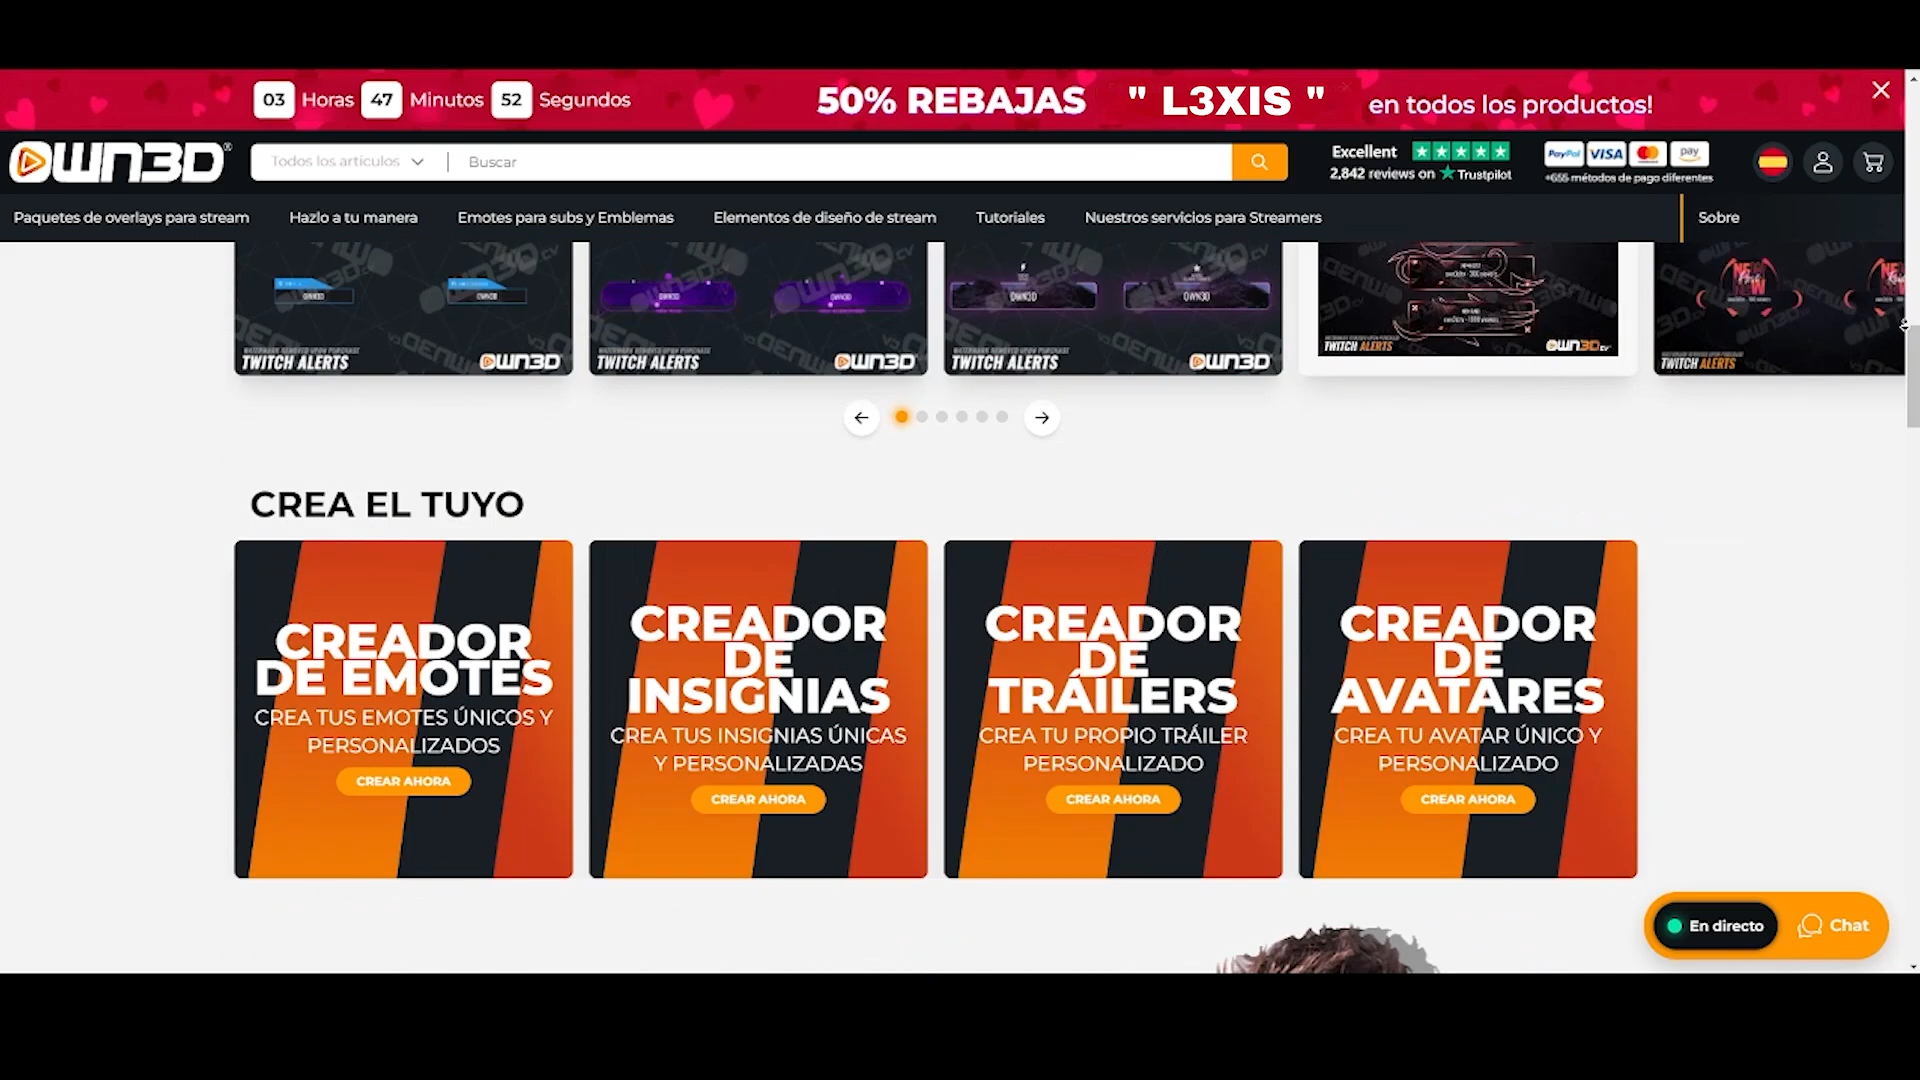 03 Horas 47 Minutos 52 Segundos
50% REBAJAS " L3XIS " en todos los productos!
OWN3D®
Todos los artículos
Buscar
Excellent
2,842 reviews on Trustpilot
PayPal VISA mastercard pay
+655 métodos de pago diferentes
Paquetes de overlays para stream
Hazlo a tu manera
Emotes para subs y Emblemas
Elementos de diseño de stream
Tutoriales
Nuestros servicios para Streamers
Sobre
TWITCH ALERTS OWN3D
TWITCH ALERTS OWN3D
TWITCH ALERTS OWN3D
TWITCH ALERTS OWN3D
TWITCH ALERTS
CREA EL TUYO
CREADOR
DE EMOTES
CREA TUS EMOTES ÚNICOS Y
PERSONALIZADOS
CREAR AHORA
CREADOR
DE
INSIGNIAS
CREA TUS INSIGNIAS ÚNICAS
Y PERSONALIZADAS
CREAR AHORA
CREADOR
DE
TRÁILERS
CREA TU PROPIO TRÁILER
PERSONALIZADO
CREAR AHORA
CREADOR
DE
AVATARES
CREA TU AVATAR ÚNICO Y
PERSONALIZADO
CREAR AHORA
En directo
Chat